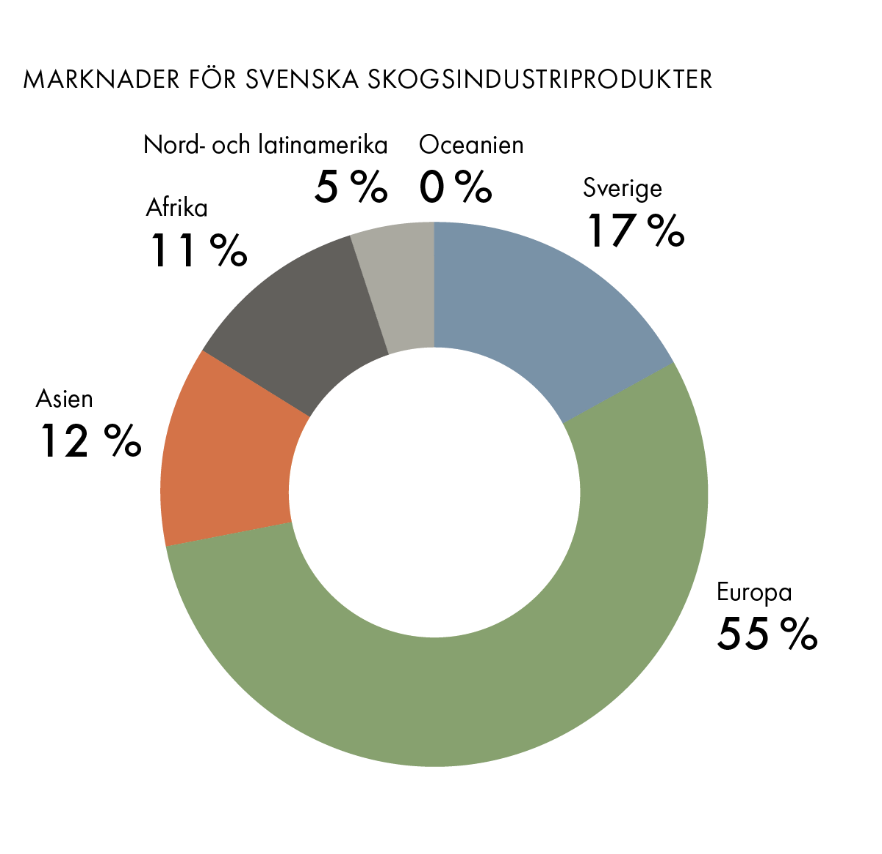 MARKNADER FÖR SVENSKA SKOGSINDUSTRIPRODUKTER
Nord- och latinamerika
5 %
Oceanien
0 %
Sverige
17 %
Afrika
11 %
Asien
12 %
Europa
55 %